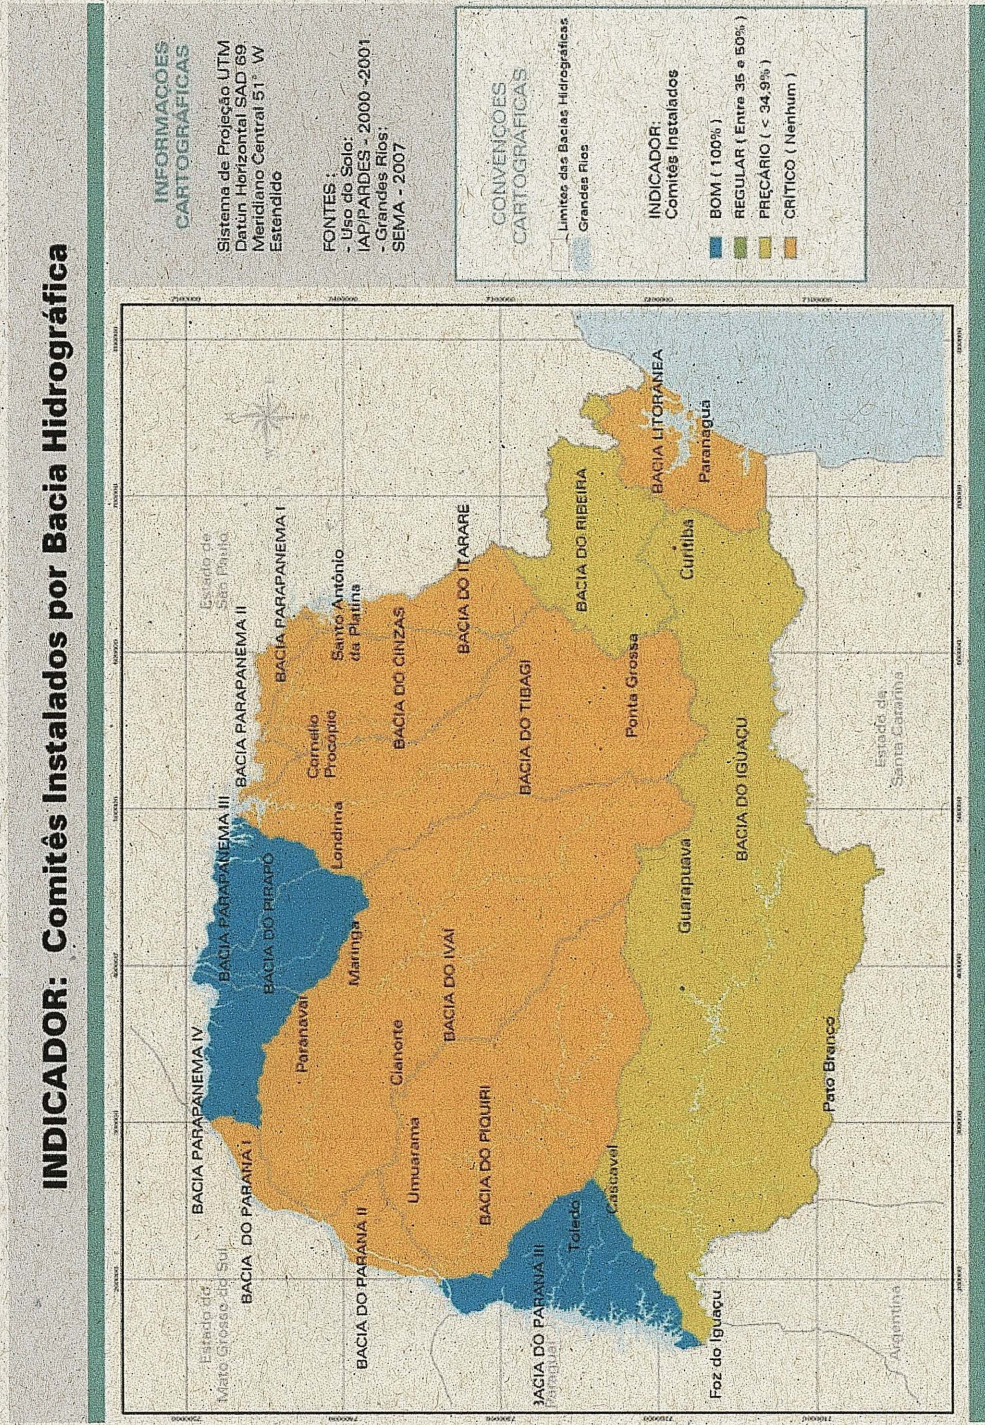 INDICADOR: Comitês Instalados por Bacia Hidrográfica
INFORMAÇÕES
CARTOGRÁFICAS
Sistema de Projeção UTM
Datun Horizontal SAD 69
Meridiano Central 51° W
Estendido
FONTES:
- Uso do Solo:
IAP/PARDES - 2000 -2001
- Grandes Rios:
SEMA - 2007
CONVENÇÕES
CARTOGRÁFICAS
Limites das Bacias Hidrográficas
Grandes Rios
INDICADOR:
Comitês Instalados
BOM ( 100% )
REGULAR ( Entre 35 e 50% )
PREÇÁRIO ( < 34,9% )
CRÍTICO ( Nenhum )
BACIA PARAPANEMA IV
BACIA PARAPANEMA III
BACIA PARAPANEMA II
BACIA PARAPANEMA I
Estado de
São Paulo
Estado do
Mato Grosso do Sul
BACIA DO PARANÁ I
BACIA DO PIRAPÓ
Paranavaí
Maringá
Londrina
Cornélio
Procópio
Santo Antônio
da Platina
BACIA DO CINZAS
BACIA DO ITARARÉ
BACIA DO PARANÁ II
Umuarama
Cianorte
BACIA DO IVAÍ
BACIA DO TIBAGI
BACIA DO PIQUIRI
BACIA DO RIBEIRA
BACIA LITORÂNEA
Paranaguá
Curitiba
Ponta Grossa
BACIA DO PARANÁ III
Paraguai
Toledo
Cascavel
Guarapuava
BACIA DO IGUAÇU
Foz do Iguaçu
Pato Branco
Argentina
Estado de
Santa Catarina